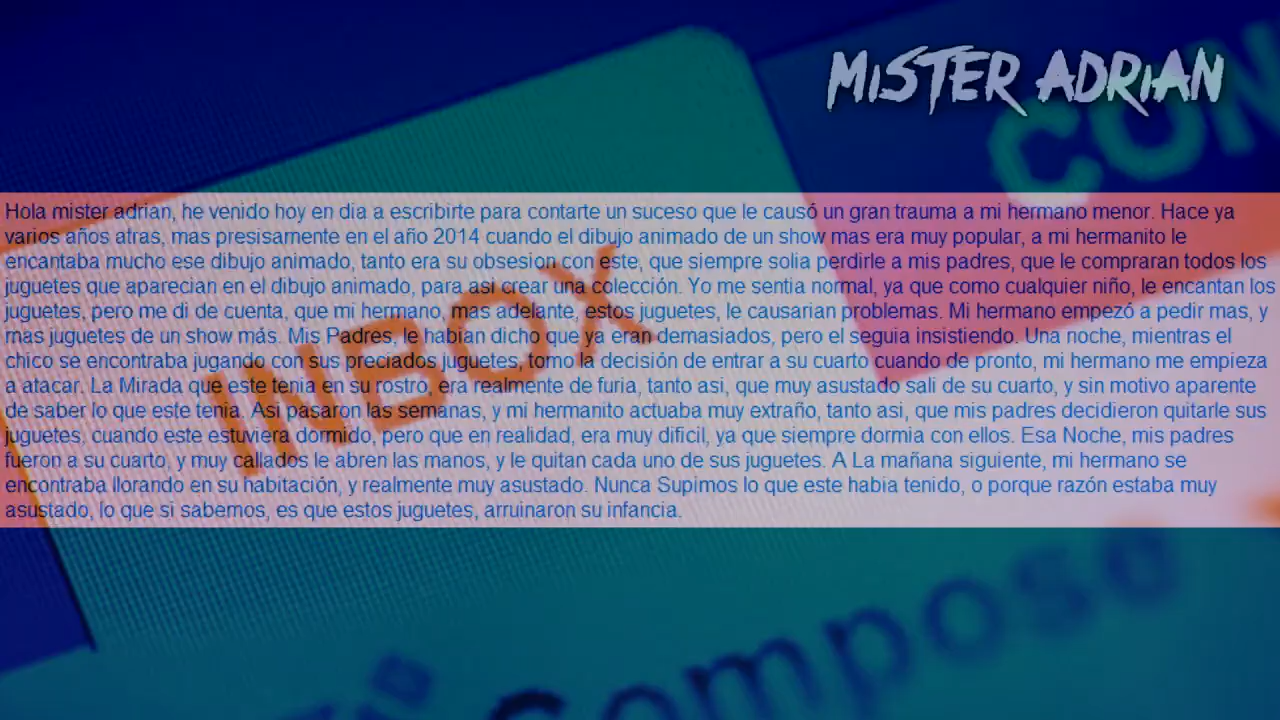 MISTER ADRIAN
CON
Hola mister adrian, he venido hoy en dia a escribirte para contarte un suceso que le causó un gran trauma a mi hermano menor. Hace ya
varios años atras, mas presisamente en el año 2014 cuando el dibujo animado de un show mas era muy popular, a mi hermanito le
encantaba mucho ese dibujo animado, tanto era su obsesion con este, que siempre solia perdirle a mis padres, que le compraran todos los
juguetes que aparecian en el dibujo animado, para asi crear una colección. Yo me sentia normal, ya que como cualquier niño, le encantan los
juguetes, pero me di de cuenta, que mi hermano, mas adelante, estos juguetes, le causarian problemas. Mi hermano empezó a pedir mas, y
mas juguetes de un show más. Mis Padres, le habían dicho que ya eran demasiados, pero el seguia insistiendo. Una noche, mientras el
chico se encontraba jugando con sus preciados juguetes, tomo la decisión de entrar a su cuarto cuando de pronto, mi hermano me empieza
a atacar. La Mirada que este tenia en su rostro, era realmente de furia, tanto asi, que muy asustado sali de su cuarto, y sin motivo aparente
de saber lo que este tenia. Asi pasaron las semanas, y mi hermanito actuaba muy extraño, tanto asi, que mis padres decidieron quitarle sus
juguetes, cuando este estuviera dormido, pero que en realidad, era muy dificil, ya que siempre dormia con ellos. Esa Noche, mis padres
fueron a su cuarto, y muy callados le abren las manos, y le quitan cada uno de sus juguetes. A La mañana siguiente, mi hermano se
encontraba llorando en su habitación, y realmente muy asustado. Nunca Supimos lo que este habia tenido, o porque razón estaba muy
asustado, lo que si sabemos, es que estos juguetes, arruinaron su infancia.
INBOX
Compose